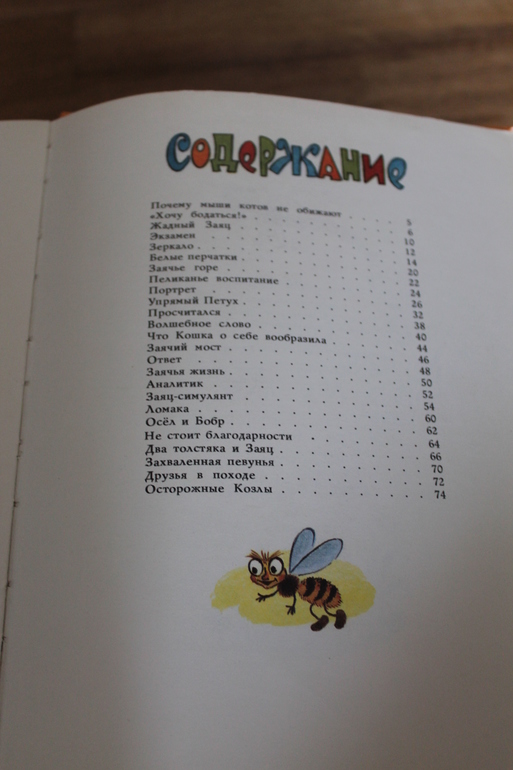 Содержание
Почему мыши котов не обижают . . . . 5
«Хочу бодаться!» . . . . . . . . . . 6
Жадный Заяц . . . . . . . . . . 10
Экзамен . . . . . . . . . . 12
Зеркало . . . . . . . . . . 14
Белые перчатки . . . . . . . . . . 20
Заячье горе . . . . . . . . . . 22
Пеликанье воспитание . . . . . . . . 24
Портрет . . . . . . . . . . 26
Упрямый Петух . . . . . . . . . . 32
Просчитался . . . . . . . . . . 38
Волшебное слово . . . . . . . . . . 40
Что Кошка о себе вообразила . . . . . . 44
Заячий мост . . . . . . . . . . 46
Ответ . . . . . . . . . . 48
Заячья жизнь . . . . . . . . . . 50
Аналитик . . . . . . . . . . 52
Заяц-симулянт . . . . . . . . . . 54
Ломака . . . . . . . . . . 60
Осёл и Бобр . . . . . . . . . . 62
Не стоит благодарности . . . . . . . 64
Два толстяка и Заяц . . . . . . . . 66
Захваленная певунья . . . . . . . . 70
Друзья в походе . . . . . . . . . . 72
Осторожные Козлы . . . . . . . . . 74